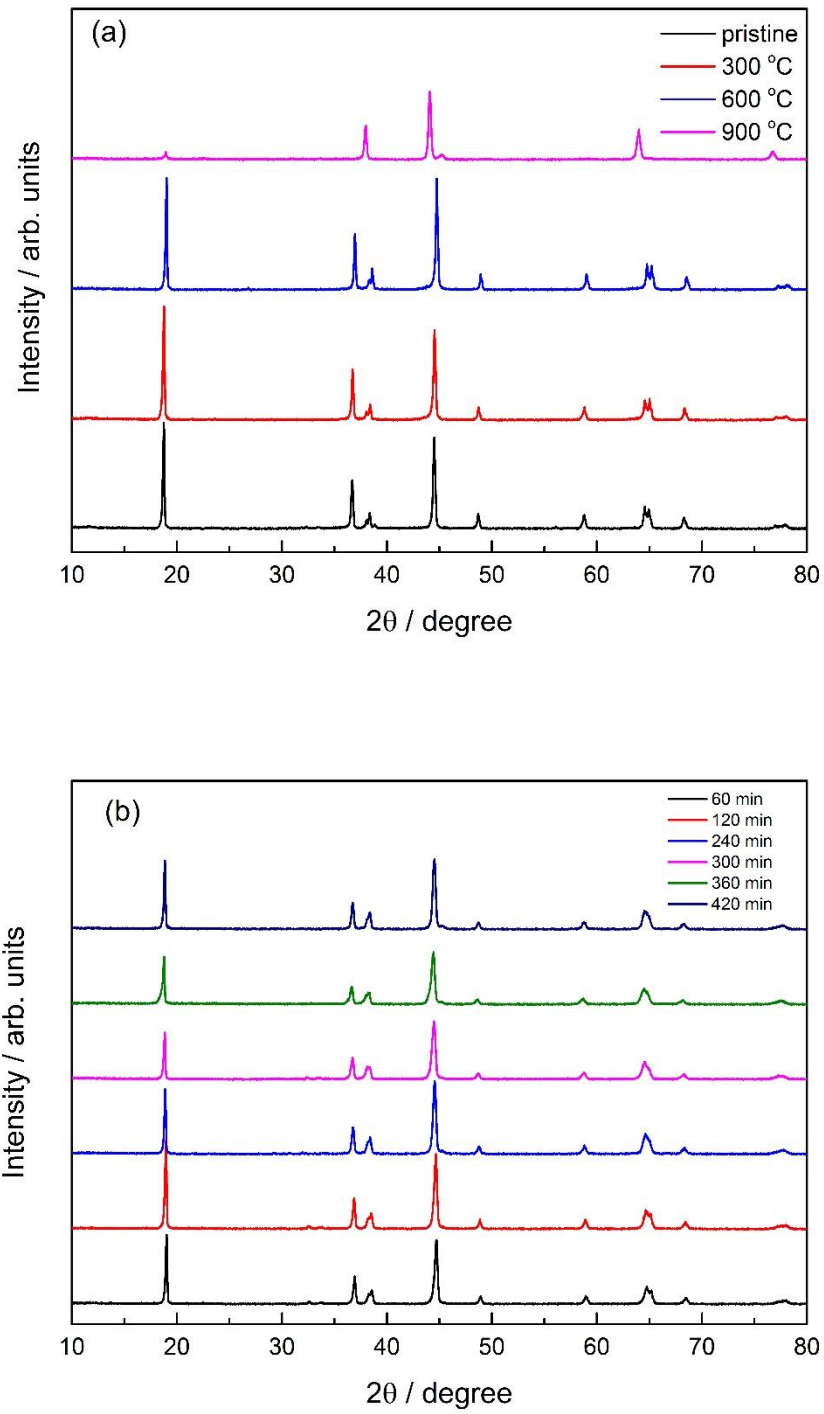 (a)
pristine
300 °C
600 °C
900 °C
Intensity / arb. units
10 20 30 40 50 60 70 80
2θ / degree
(b)
60 min
120 min
240 min
300 min
360 min
420 min
Intensity / arb. units
10 20 30 40 50 60 70 80
2θ / degree